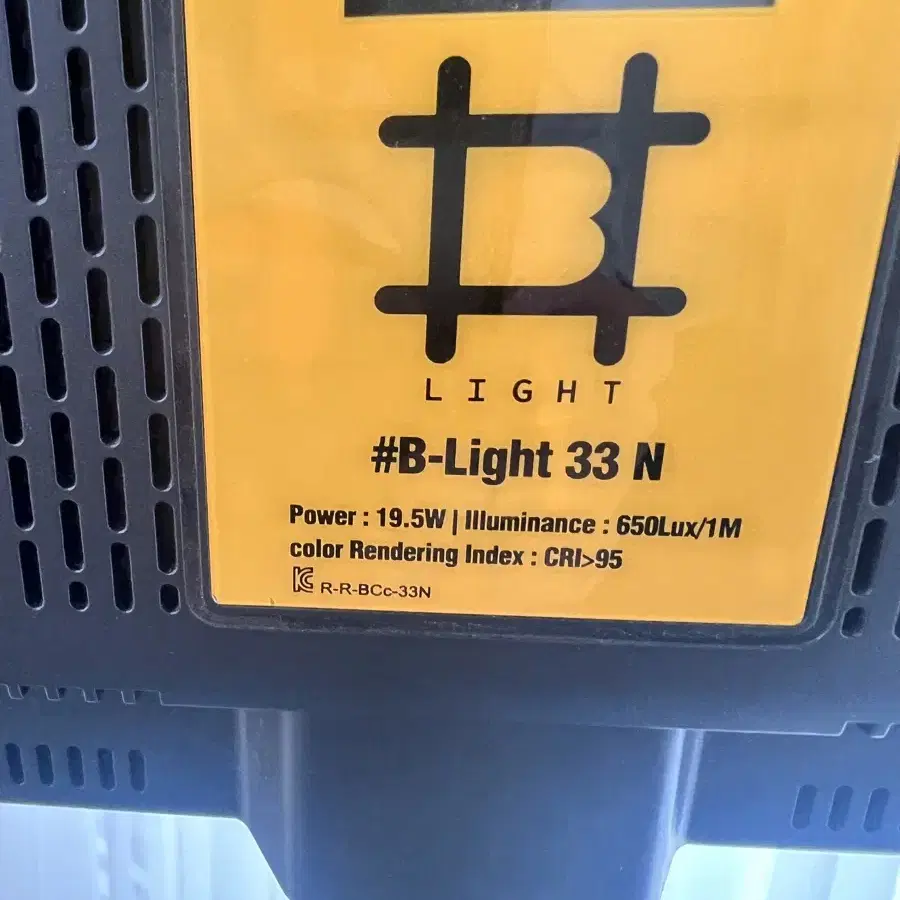 B
LIGHT
#B-Light 33 N
Power : 19.5W | Illuminance : 650Lux/1M
color Rendering Index : CRI>95
R-R-BCc-33N